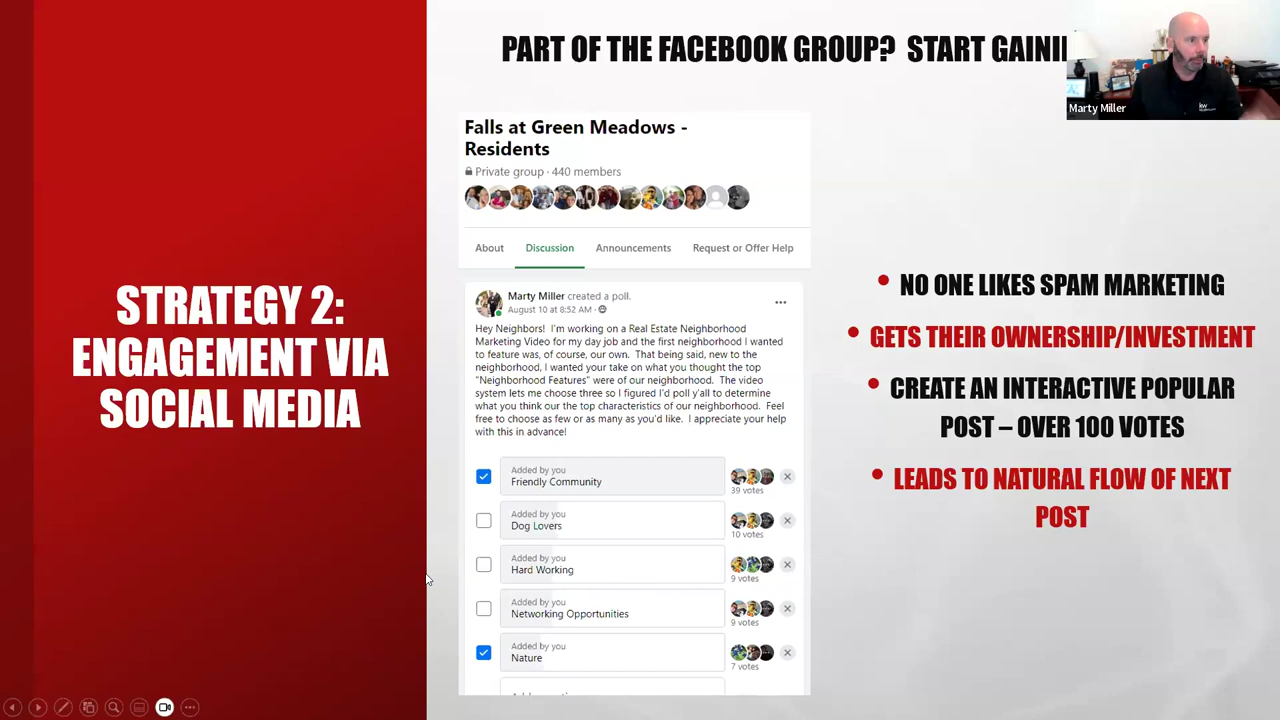 PART OF THE FACEBOOK GROUP? START
Marty Miller
kw
STRATEGY 2:
ENGAGEMENT VIA
SOCIAL MEDIA
Falls at Green Meadows -
Residents
Private group · 440 members
About
Discussion
Announcements
Request or Offer Help
Marty Miller created a poll.
August 10 at 8:52 AM ·
Hey Neighbors! I'm working on a Real Estate Neighborhood
Marketing Video for my day job and the first neighborhood I wanted
to feature was, of course, our own. That being said, new to the
neighborhood, I wanted your take on what you thought the top
"Neighborhood Features" were of our neighborhood. The video
system lets me choose three so I figured I'd poll y'all to determine
what you think our the top characteristics of our neighborhood. Feel
free to choose as few or as many as you'd like. I appreciate your help
with this in advance!
Added by you
Friendly Community
39 votes
Added by you
Dog Lovers
10 votes
Added by you
Hard Working
9 votes
Added by you
Networking Opportunities
9 votes
Added by you
Nature
7 votes
• NO ONE LIKES SPAM MARKETING
• GETS THEIR OWNERSHIP/INVESTMENT
• CREATE AN INTERACTIVE POPULAR
POST – OVER 100 VOTES
• LEADS TO NATURAL FLOW OF NEXT
POST